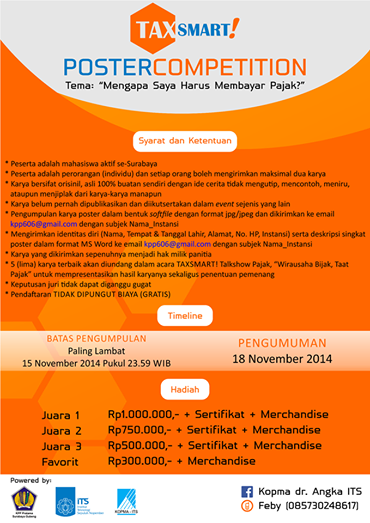 TAXSMART!
POSTERCOMPETITION
Tema: “Mengapa Saya Harus Membayar Pajak?”
Syarat dan Ketentuan
* Peserta adalah mahasiswa aktif se-Surabaya
* Peserta adalah perorangan (individu) dan setiap orang boleh mengirimkan maksimal dua karya
* Karya bersifat orisinil, asli 100% buatan sendiri dengan ide cerita tidak mengutip, mencontoh, meniru,
ataupun menjiplak dari karya-karya manapun
* Karya belum pernah dipublikasikan dan diikutsertakan dalam event sejenis yang lain
* Pengumpulan karya poster dalam bentuk softfile dengan format jpg/jpeg dan dikirimkan ke email
kpp606@gmail.com dengan subjek Nama_Instansi
* Mengirimkan identitas diri (Nama, Tempat & Tanggal Lahir, Alamat, No. HP, Instansi) serta deskripsi singkat
poster dalam format MS Word ke email kpp606@gmail.com dengan subjek Nama_Instansi
* Karya yang dikirimkan sepenuhnya menjadi hak milik panitia
* 5 (lima) karya terbaik akan diundang dalam acara TAXSMART! Talkshow Pajak, “Wirausaha Bijak, Taat
Pajak” untuk mempresentasikan hasil karyanya sekaligus penentuan pemenang
* Keputusan juri tidak dapat diganggu gugat
* Pendaftaran TIDAK DIPUNGUT BIAYA (GRATIS)
Timeline
BATAS PENGUMPULAN
Paling Lambat
15 November 2014 Pukul 23.59 WIB
PENGUMUMAN
18 November 2014
Hadiah
Juara 1 Rp1.000.000,- + Sertifikat + Merchandise
Juara 2 Rp750.000,- + Sertifikat + Merchandise
Juara 3 Rp500.000,- + Sertifikat + Merchandise
Favorit Rp300.000,- + Merchandise
Powered by:
ITS
KOPMA ITS
Kopma dr. Angka ITS
Feby (085730248617)